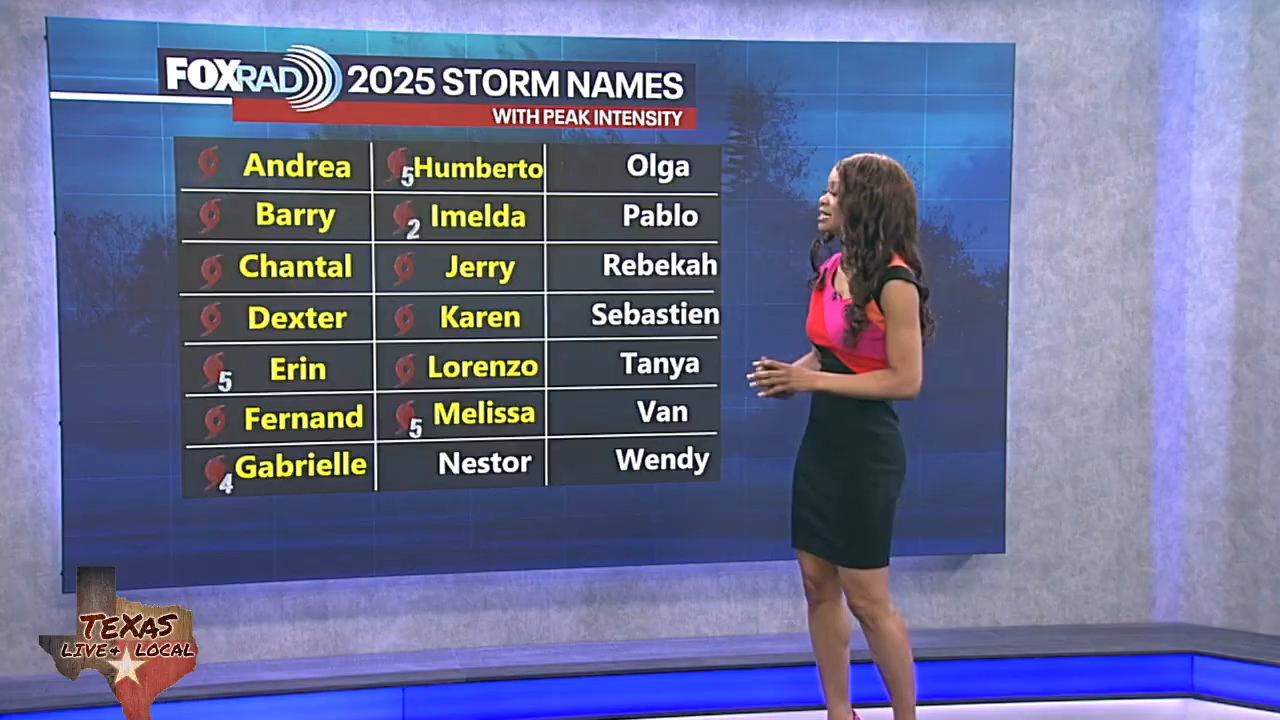 FOXRAD 2025 STORM NAMES
WITH PEAK INTENSITY
Andrea 5 Humberto Olga
Barry 2 Imelda Pablo
Chantal Jerry Rebekah
Dexter Karen Sebastien
5 Erin Lorenzo Tanya
Fernand 5 Melissa Van
4 Gabrielle Nestor Wendy
TEXAS
LIVE & LOCAL